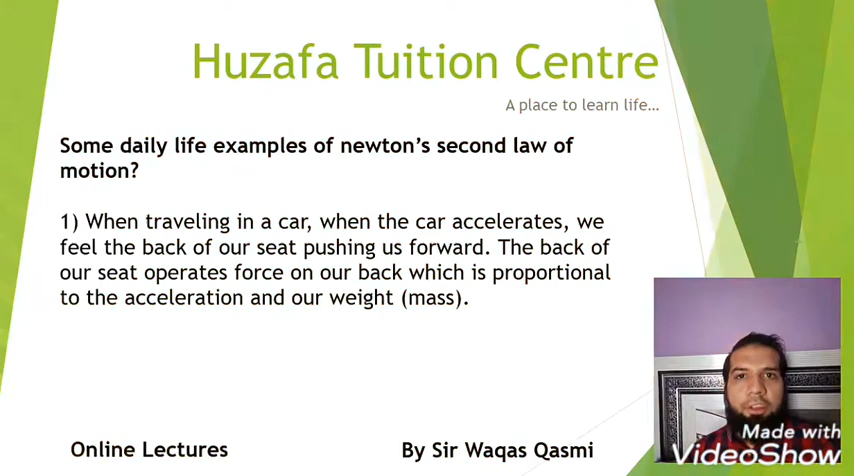 Huzafa Tuition Centre
A place to learn life...
Some daily life examples of newton's second law of
motion?
1) When traveling in a car, when the car accelerates, we
feel the back of our seat pushing us forward. The back of
our seat operates force on our back which is proportional
to the acceleration and our weight (mass).
Online Lectures
By Sir Waqas Qasmi
Made with
VideoShow